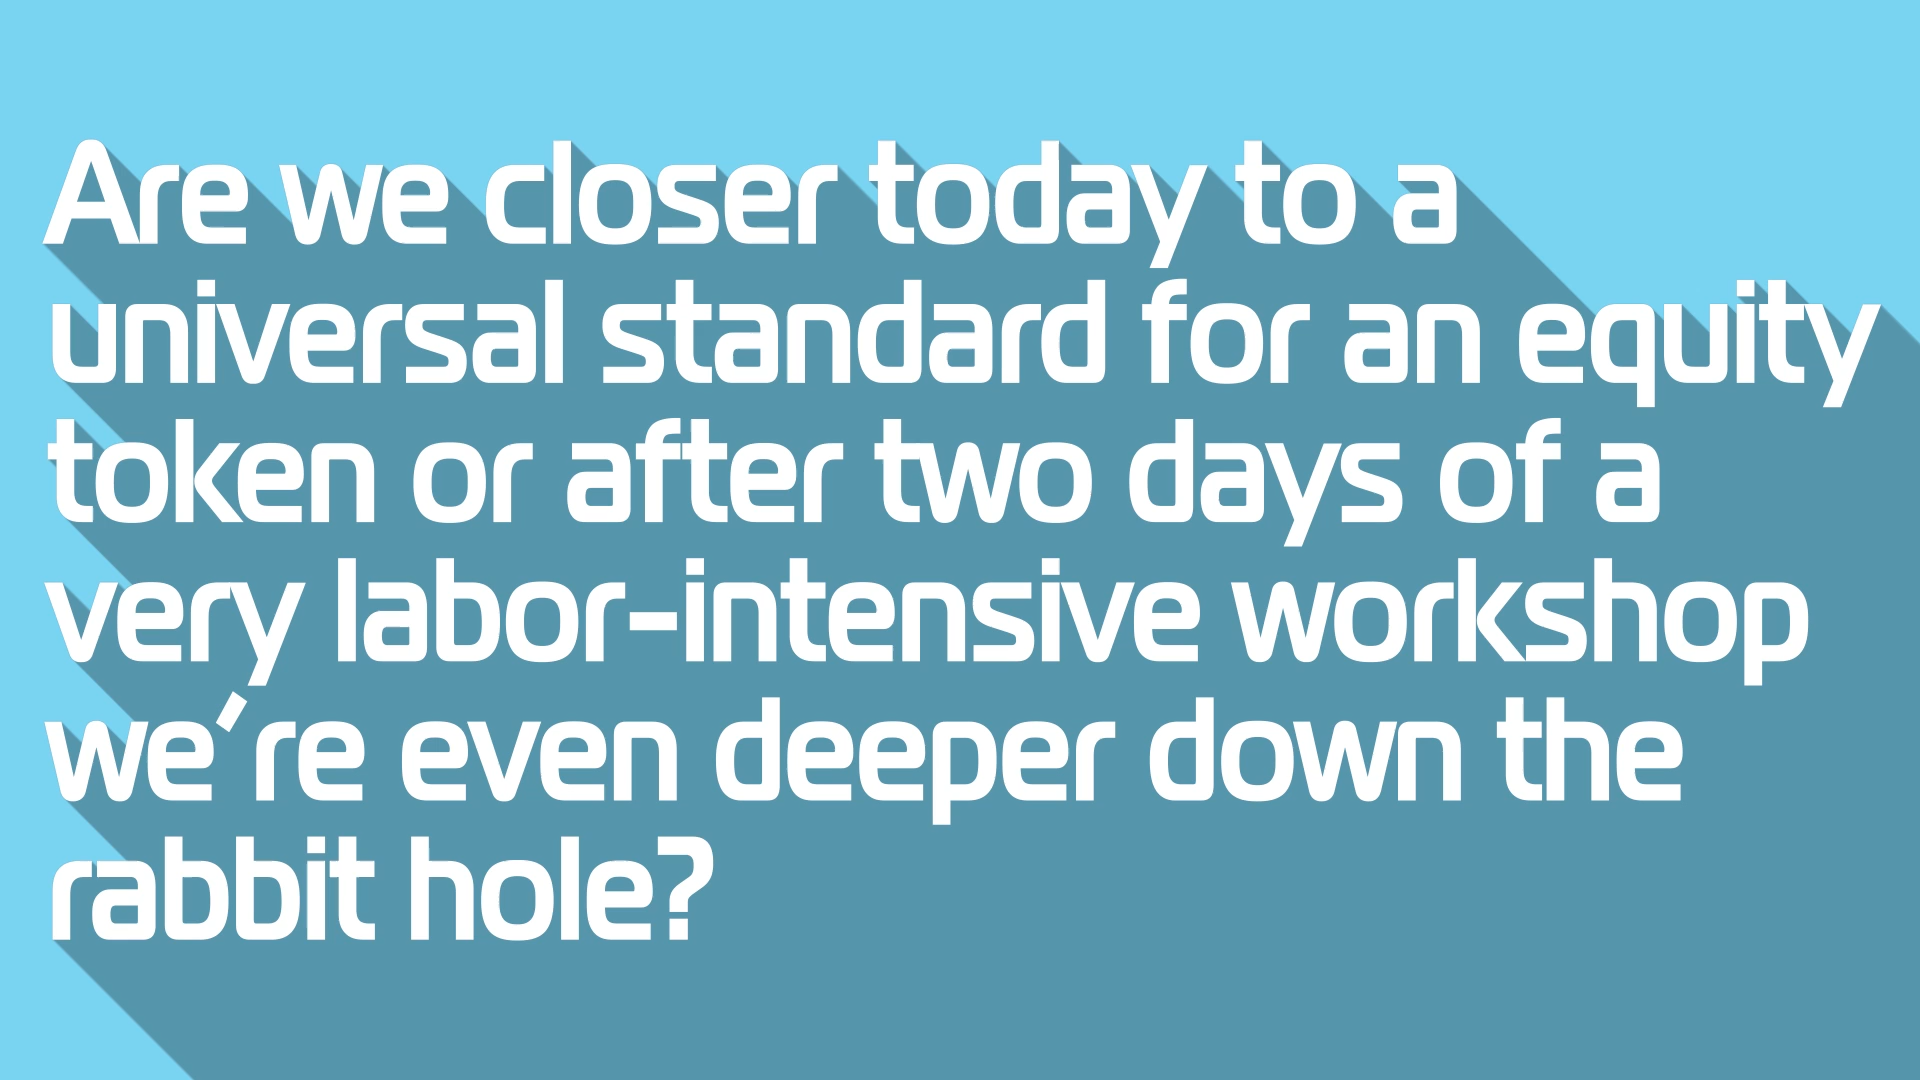 Are we closer today to a
universal standard for an equity
token or after two days of a
very labor-intensive workshop
we’re even deeper down the
rabbit hole?